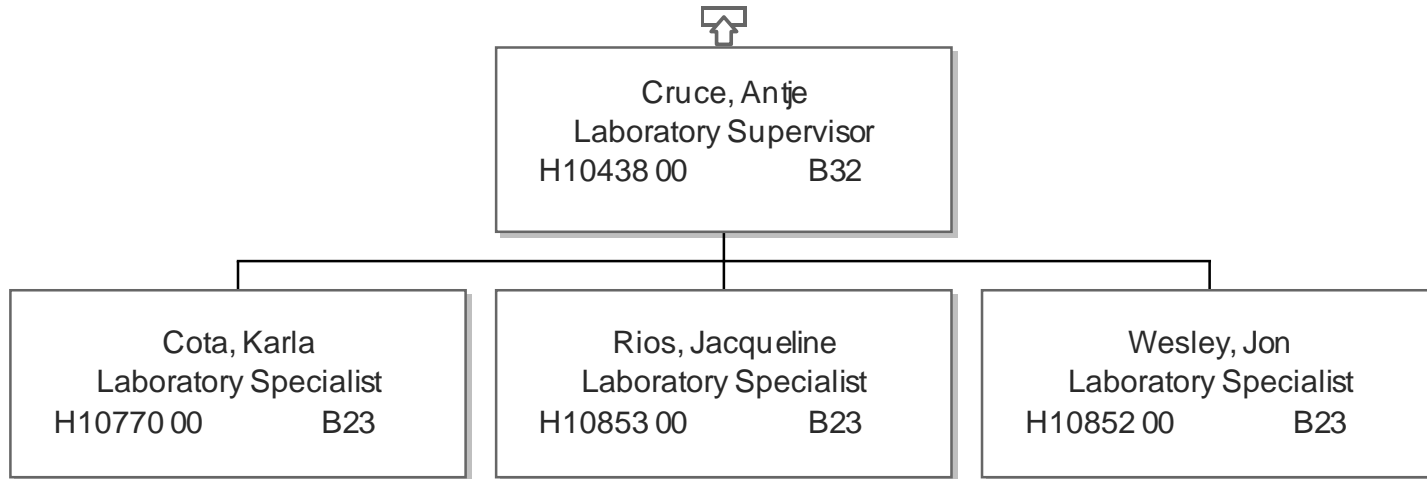 Cruce, Antje
Laboratory Supervisor
H10438 00 B32
Cota, Karla
Laboratory Specialist
H10770 00 B23
Rios, Jacqueline
Laboratory Specialist
H10853 00 B23
Wesley, Jon
Laboratory Specialist
H10852 00 B23